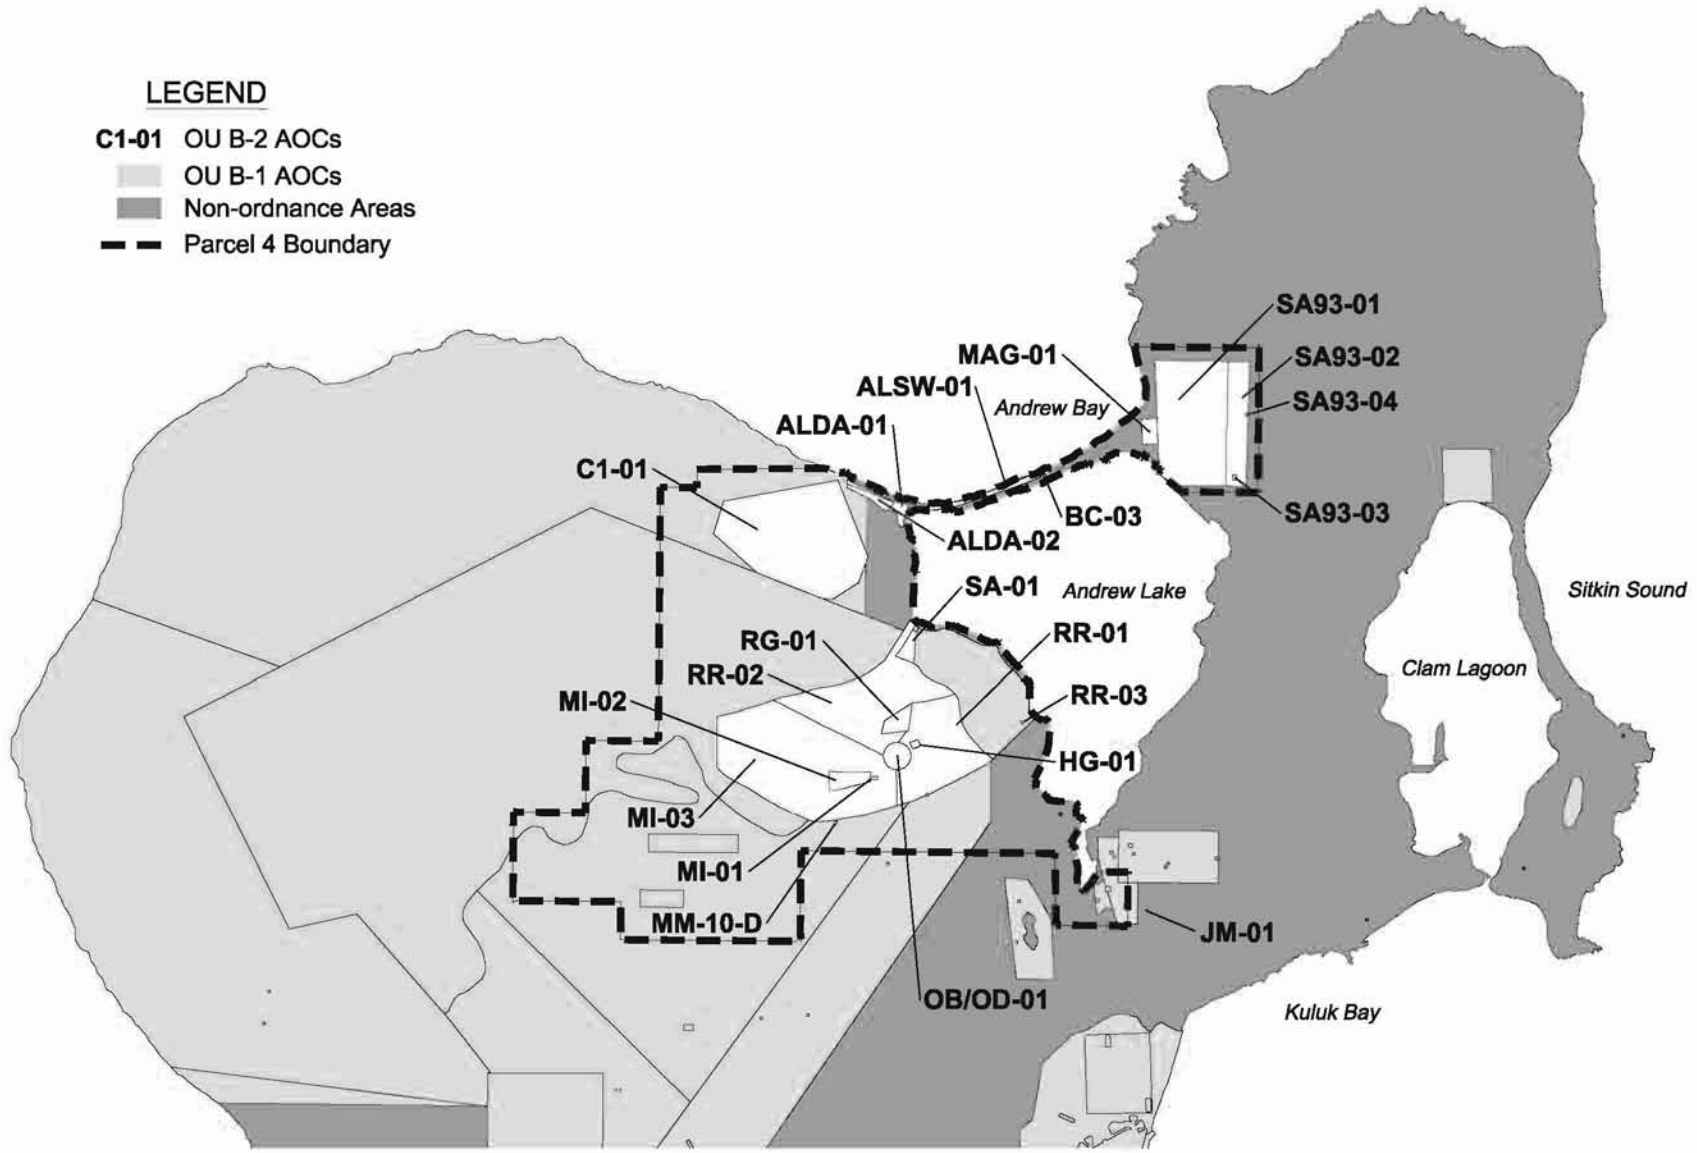 LEGEND
C1-01 OU B-2 AOCs
OU B-1 AOCs
Non-ordnance Areas
Parcel 4 Boundary
SA93-01
MAG-01
SA93-02
ALSW-01
SA93-04
Andrew Bay
ALDA-01
C1-01
SA93-03
BC-03
ALDA-02
SA-01
Andrew Lake
Sitkin Sound
RG-01
RR-01
RR-02
Clam Lagoon
MI-02
RR-03
HG-01
MI-03
MI-01
MM-10-D
JM-01
OB/OD-01
Kuluk Bay